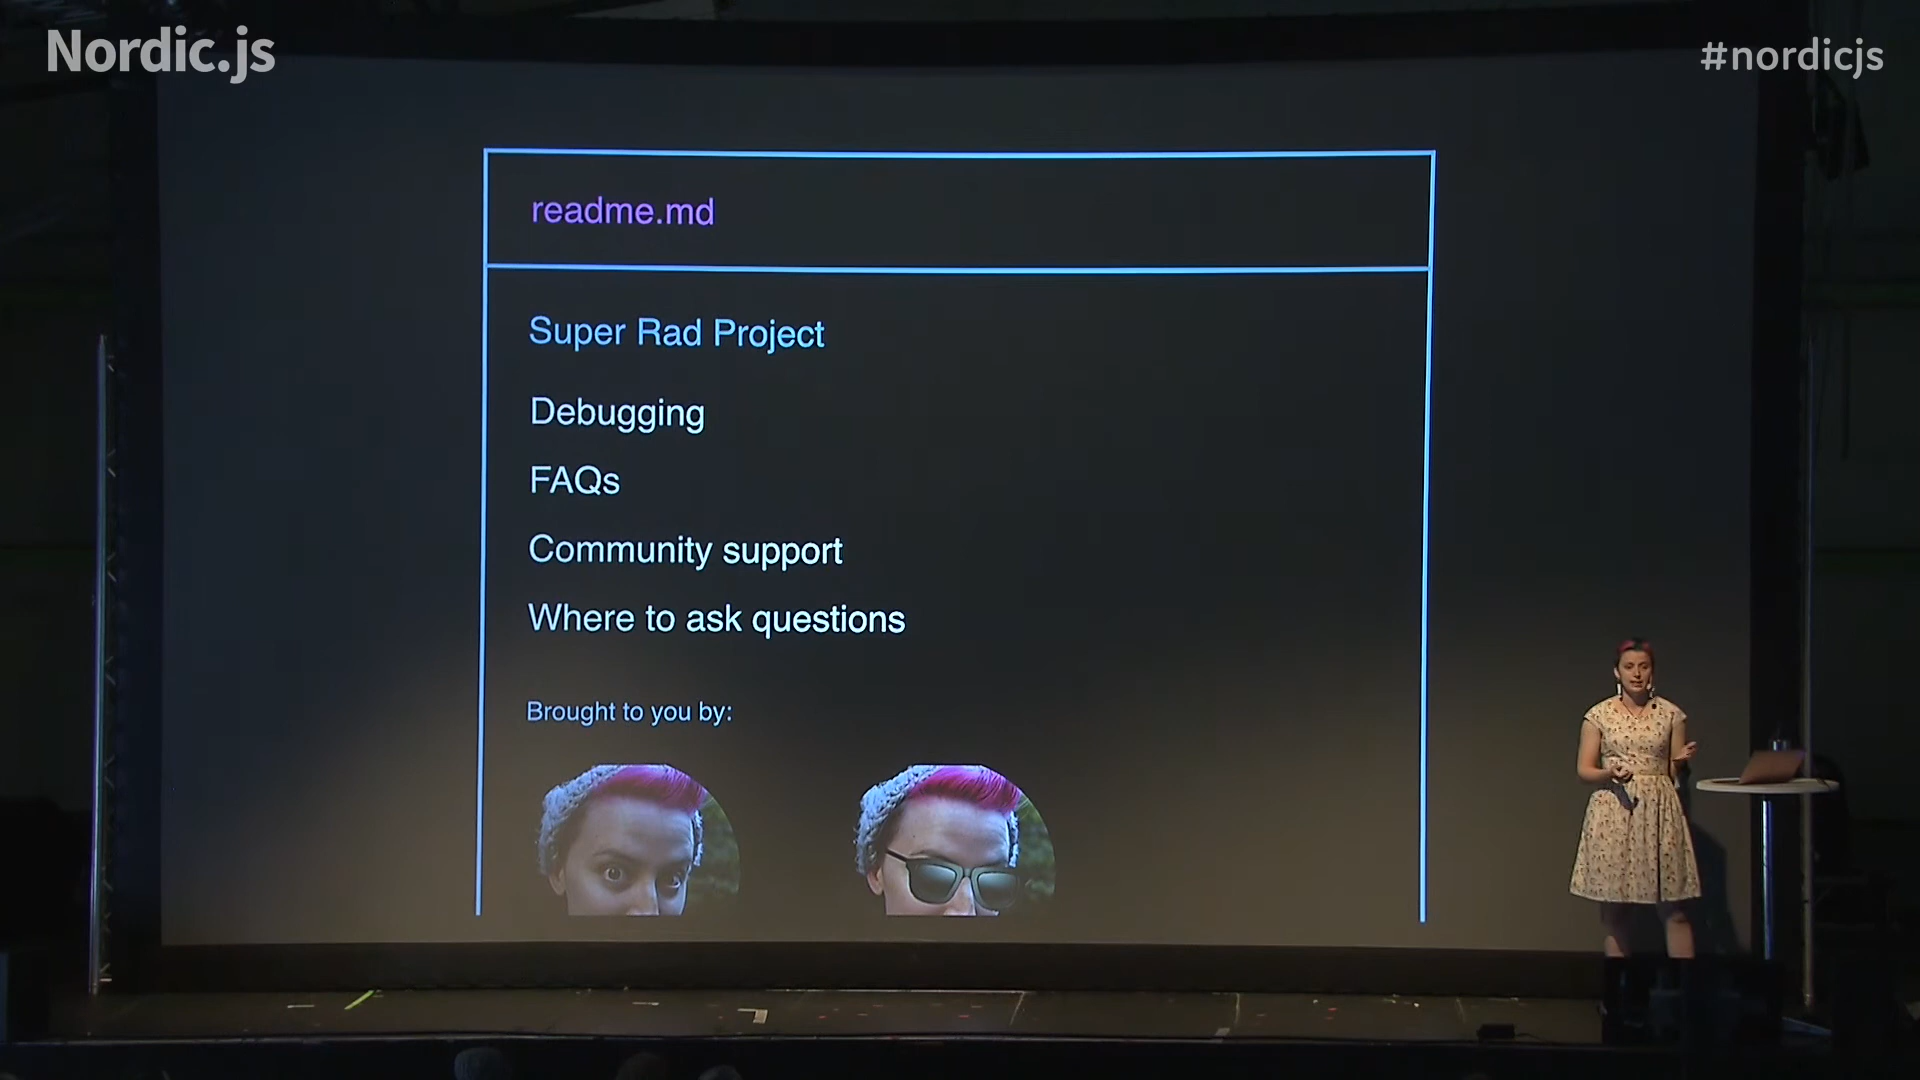 Nordic.js
#nordicjs
readme.md
Super Rad Project
Debugging
FAQs
Community support
Where to ask questions
Brought to you by: